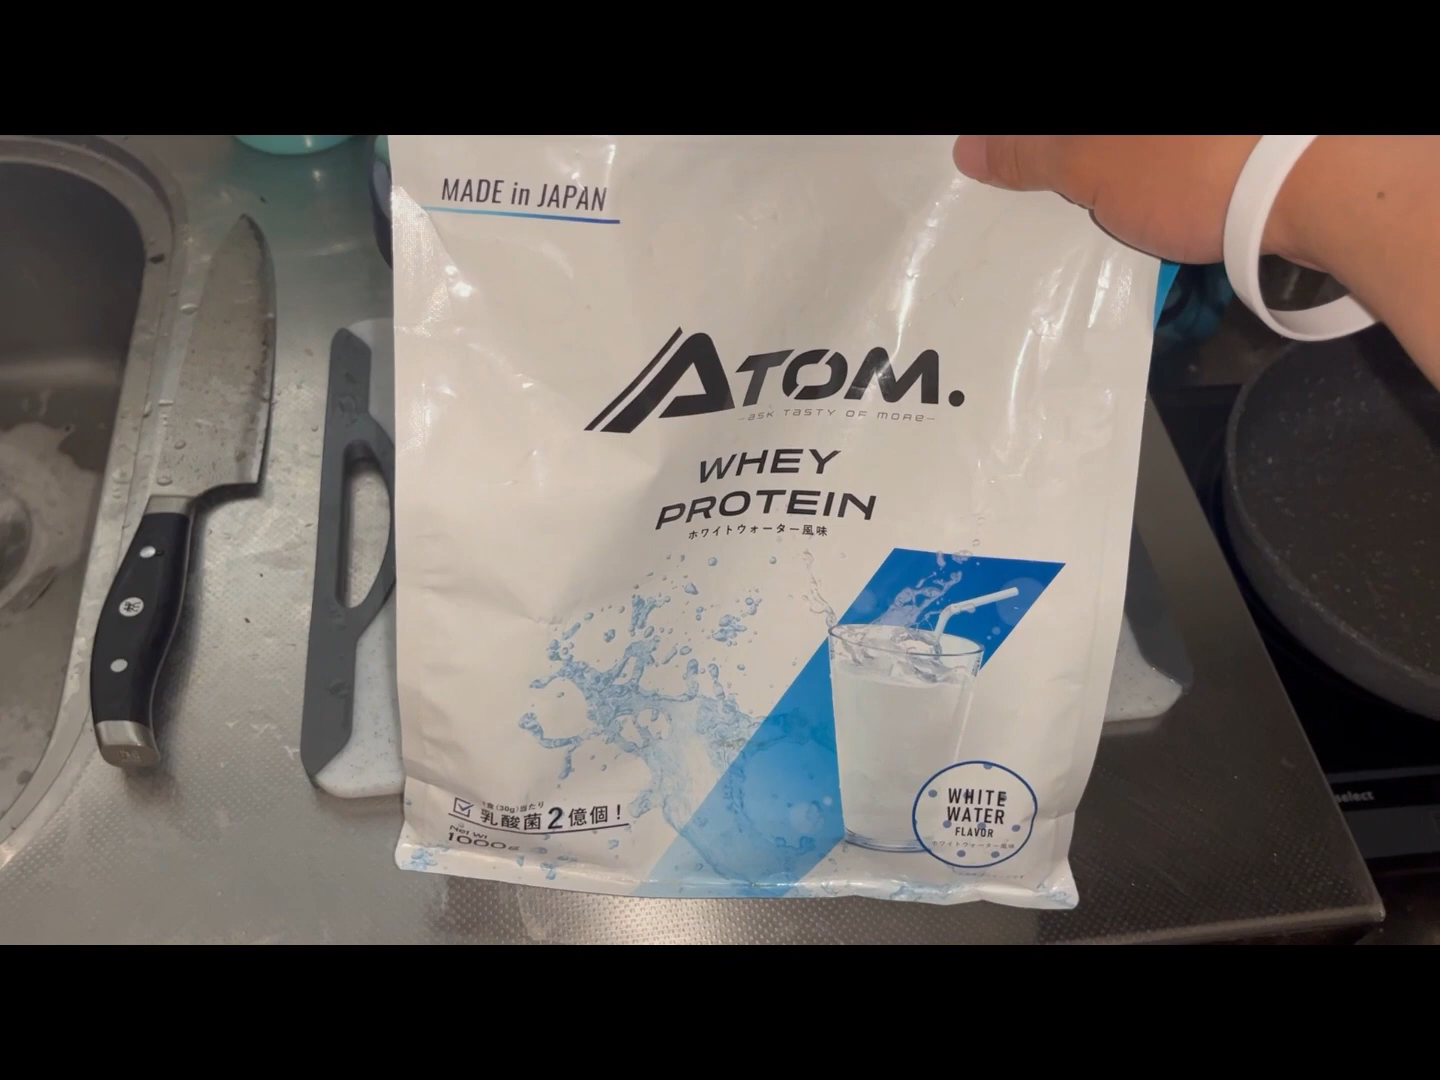 MADE in JAPAN
ATOM.
-ASK TASTY OF MORE-
WHEY
PROTEIN
ホワイトウォーター風味
1食(30g)当たり
乳酸菌2億個!
Net Wt
1000g
WHITE
WATER
FLAVOR
ホワイトウォーター風味
select